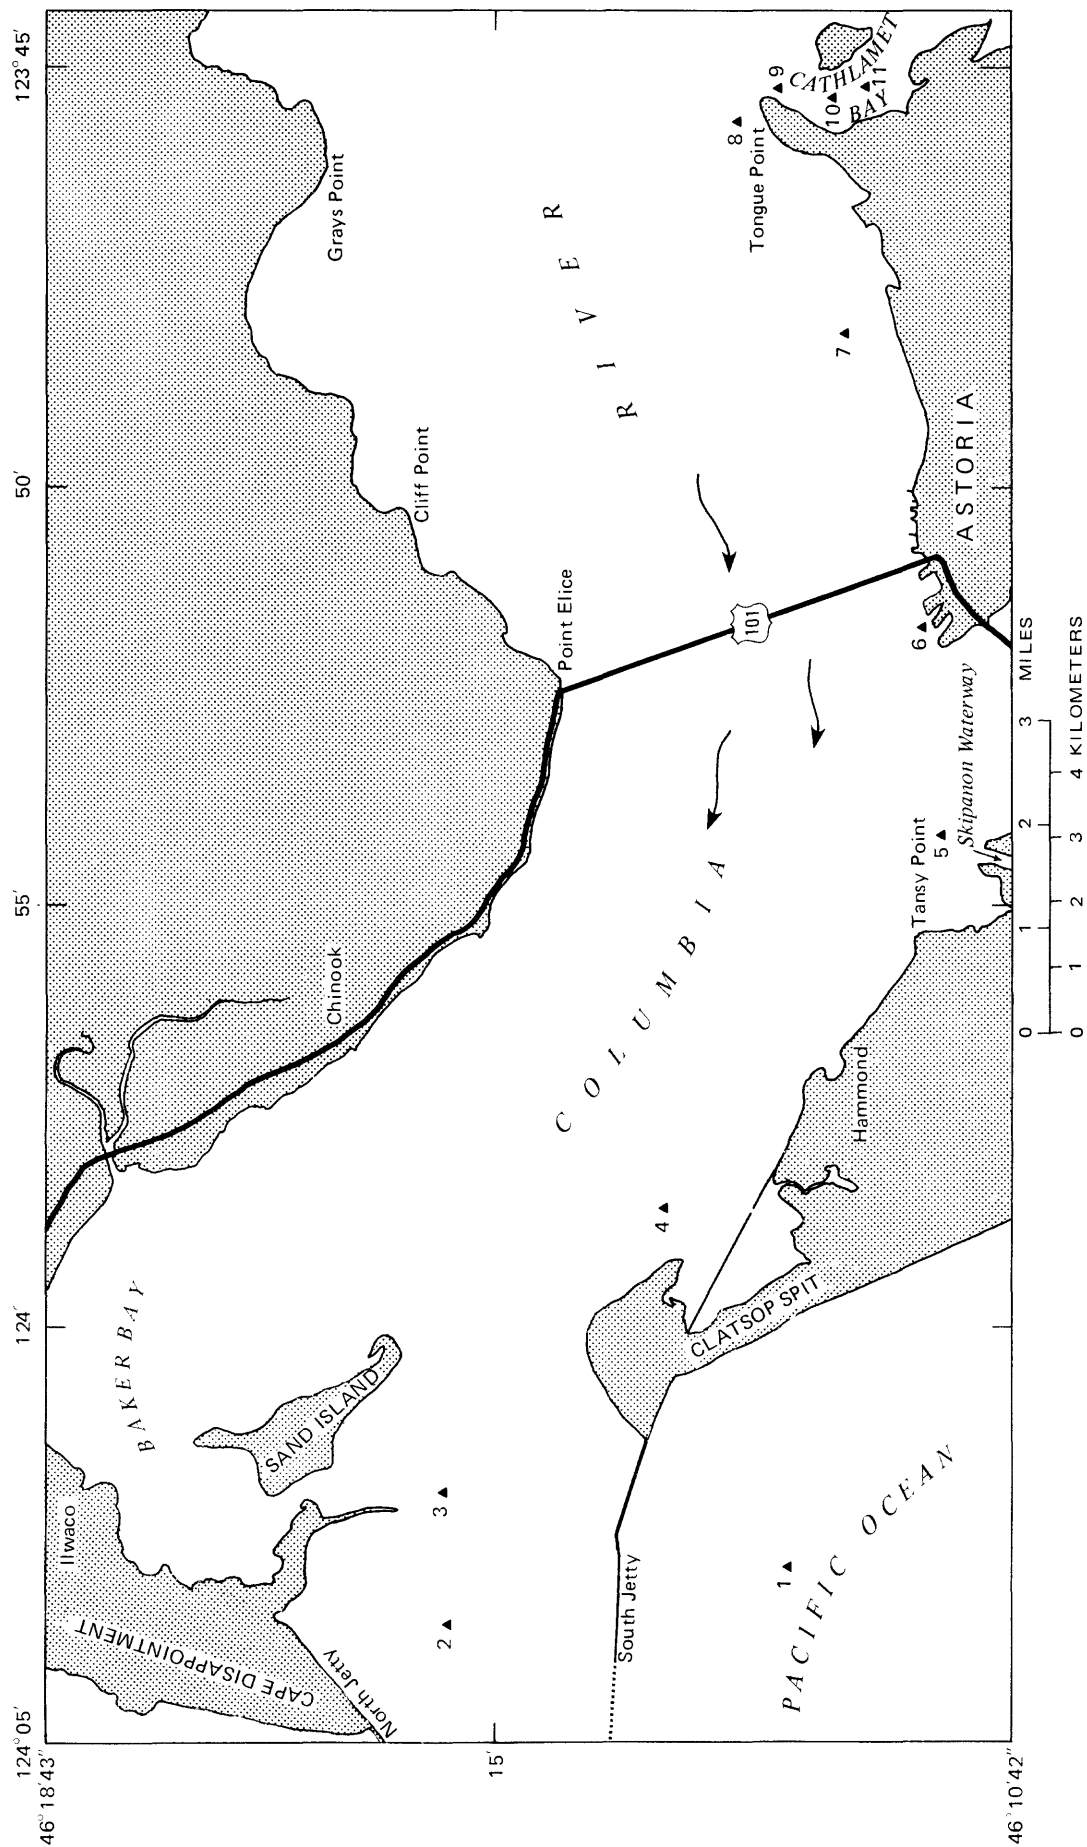 124°05′
124′
55′
50′
123°45′
46°18′43″
15
46°10′42″
Ilwaco
CAPE DISAPPOINTMENT
North Jetty
BAKER BAY
SAND ISLAND
Chinook
Point Elice
Cliff Point
Grays Point
COLUMBIA
RIVER
101
South Jetty
PACIFIC OCEAN
CLATSOP SPIT
Hammond
Tansy Point
Skipanon Waterway
ASTORIA
Tongue Point
CATHLAMET
BAY
1
2
3
4
5
6
7
8
9
10
11
0 1 2 3 MILES
0 1 2 3 4 KILOMETERS